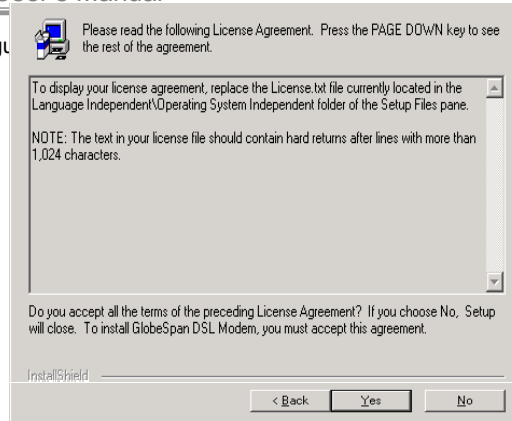 User's Manual
Please read the following License Agreement. Press the PAGE DOWN key to see
the rest of the agreement.
To display your license agreement, replace the License.txt file currently located in the
Language Independent\Operating System Independent folder of the Setup Files pane.
NOTE: The text in your license file should contain hard returns after lines with more than
1,024 characters.
Do you accept all the terms of the preceding License Agreement? If you choose No, Setup
will close. To install GlobeSpan DSL Modem, you must accept this agreement.
InstallShield
< Back Yes No